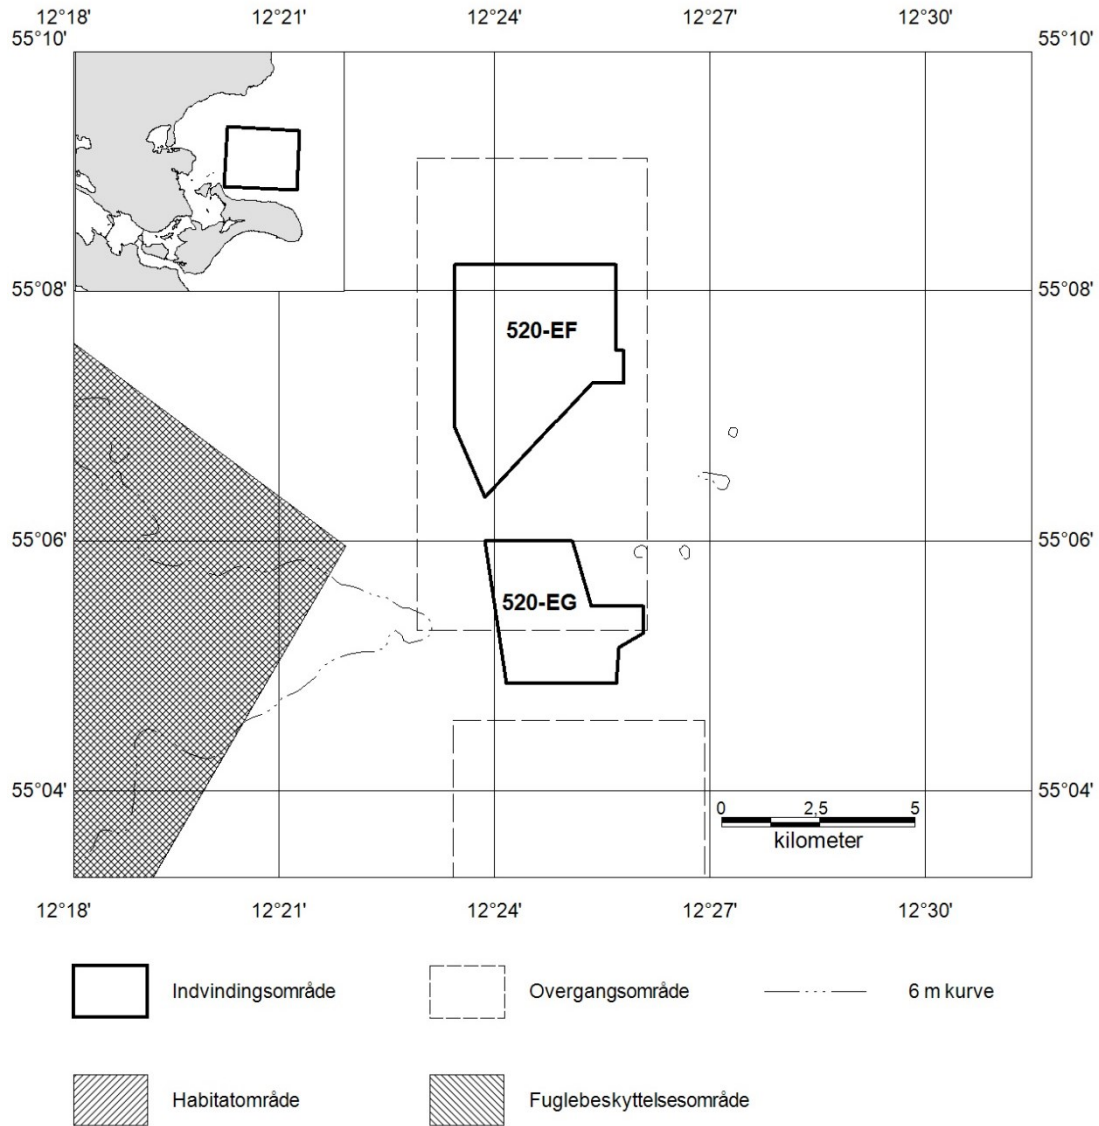 12°18' 12°21' 12°24' 12°27' 12°30'
55°10' 55°10'
55°08' 55°08'
520-EF
55°06' 55°06'
520-EG
55°04' 55°04'
0 2,5 5
kilometer
12°18' 12°21' 12°24' 12°27' 12°30'
Indvindingsområde Overgangsområde 6 m kurve
Habitatområde Fuglebeskyttelsesområde